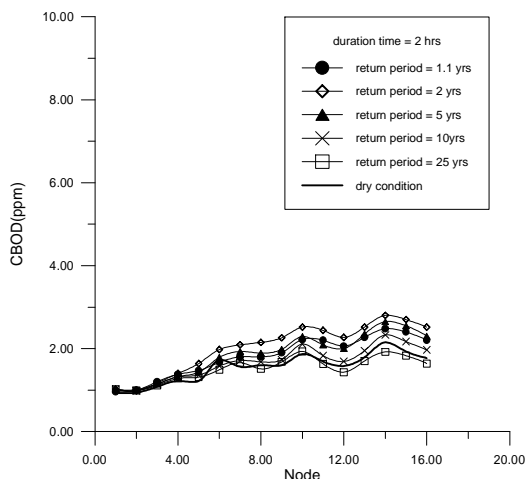 10.00
8.00
6.00
4.00
2.00
0.00
CBOD(ppm)
duration time = 2 hrs
return period = 1.1 yrs
return period = 2 yrs
return period = 5 yrs
return period = 10yrs
return period = 25 yrs
dry condition
0.00 4.00 8.00 12.00 16.00 20.00
Node